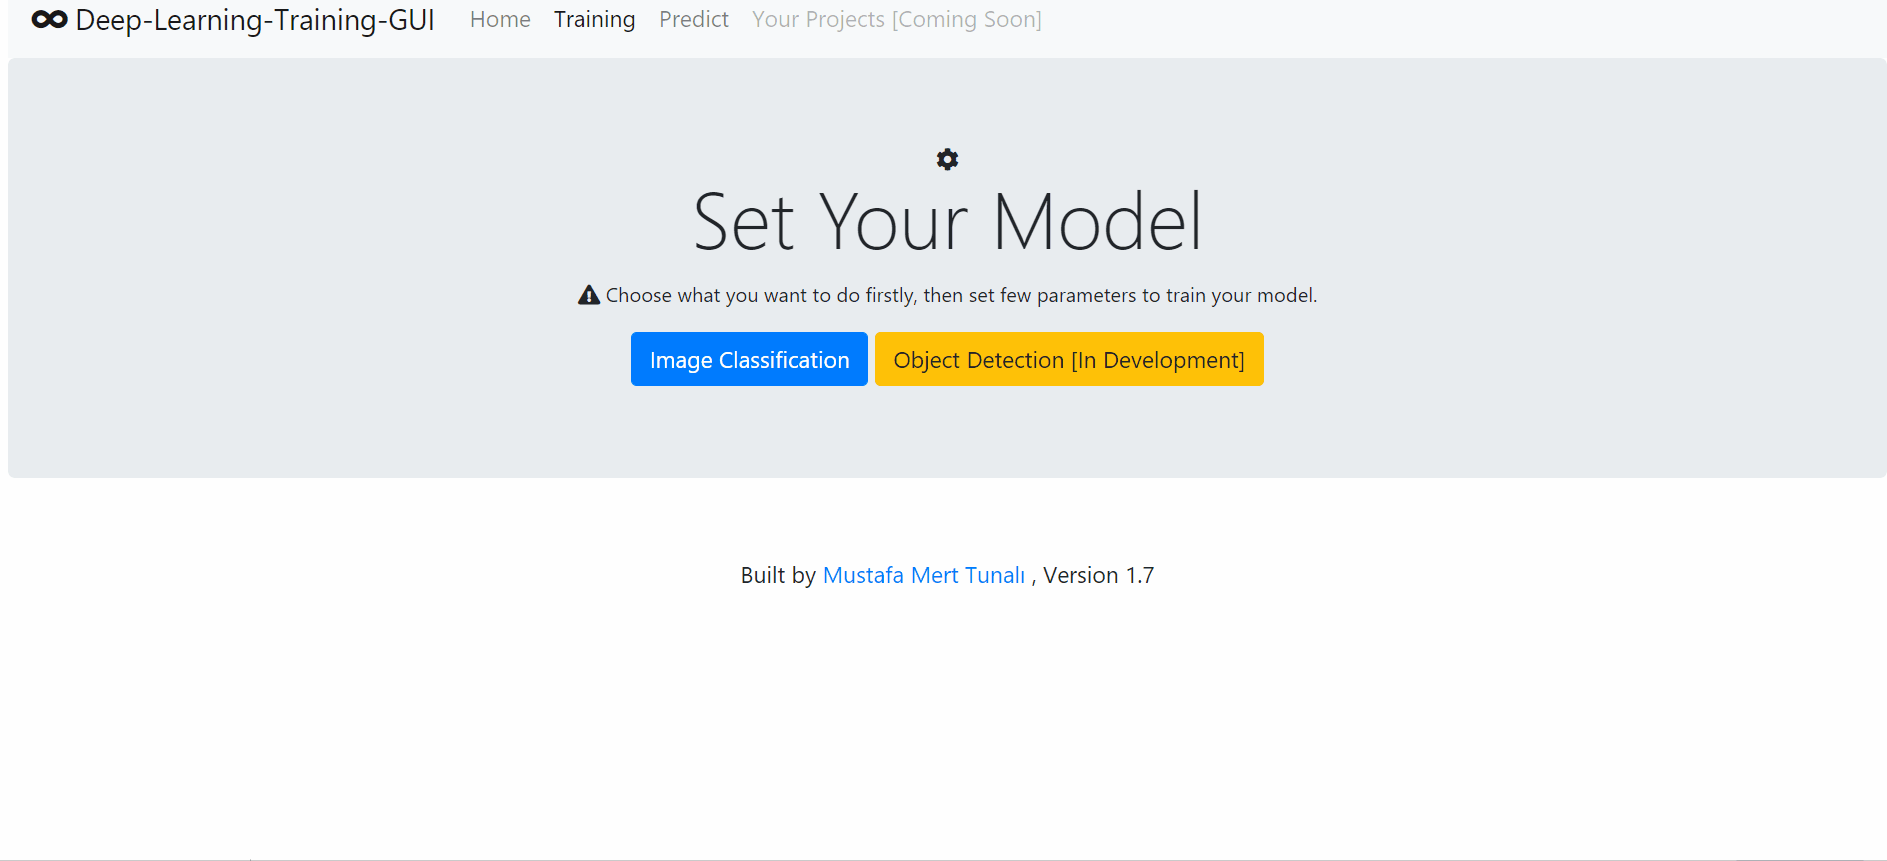 Deep-Learning-Training-GUI Home Training Predict Your Projects [Coming Soon]
Set Your Model
Choose what you want to do firstly, then set few parameters to train your model.
Image Classification Object Detection [In Development]
Built by Mustafa Mert Tunalı , Version 1.7